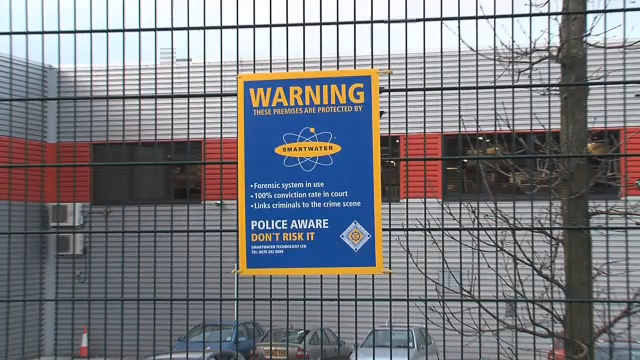 WARNING
THESE PREMISES ARE PROTECTED BY
SMARTWATER
• Forensic system in use
• 100% conviction rate in court
• Links criminals to the crime scene
POLICE AWARE
DON'T RISK IT
SMARTWATER TECHNOLOGY LTD